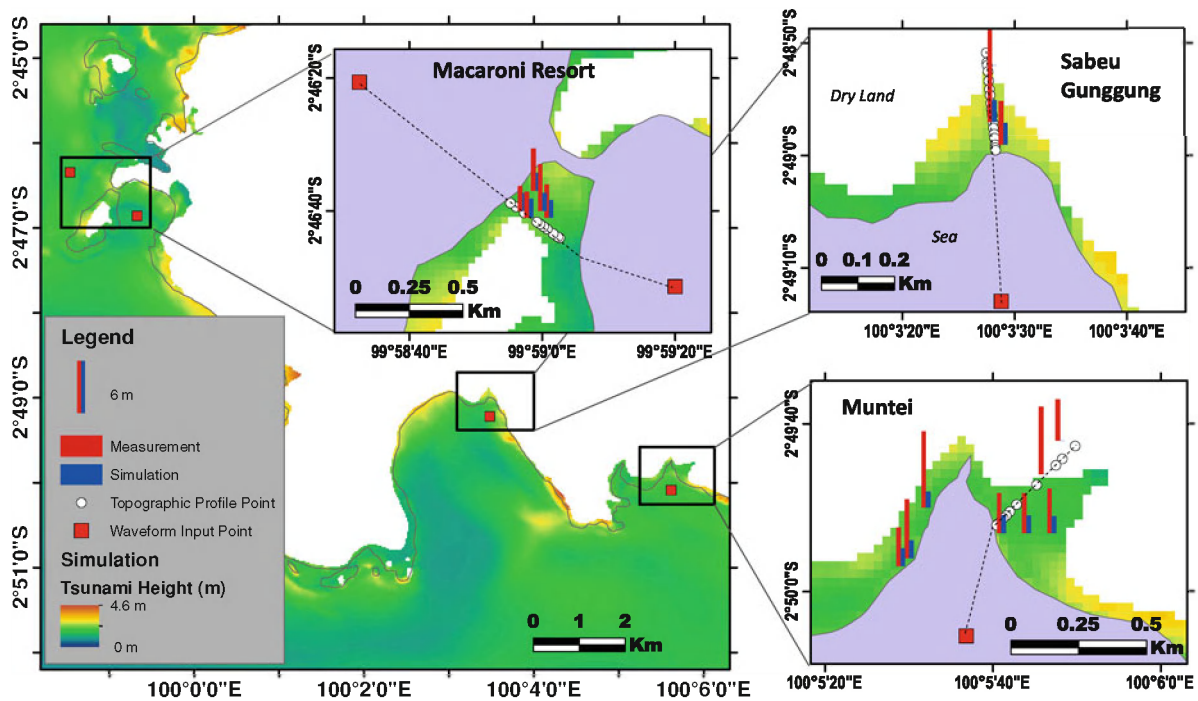 2°45'0"S
2°47'0"S
2°49'0"S
2°51'0"S
100°0'0"E
100°2'0"E
100°4'0"E
100°6'0"E
0 1 2
Km
Legend
6 m
Measurement
Simulation
Topographic Profile Point
Waveform Input Point
Simulation
Tsunami Height (m)
4.6 m
0 m
Macaroni Resort
2°46'20"S
2°46'40"S
0 0.25 0.5
Km
99°58'40"E
99°59'0"E
99°59'20"E
Sabeu
Gunggung
Dry Land
Sea
2°48'50"S
2°49'0"S
2°49'10"S
0 0.1 0.2
Km
100°3'20"E
100°3'30"E
100°3'40"E
Muntei
2°49'40"S
2°50'0"S
0 0.25 0.5
Km
100°5'20"E
100°5'40"E
100°6'0"E